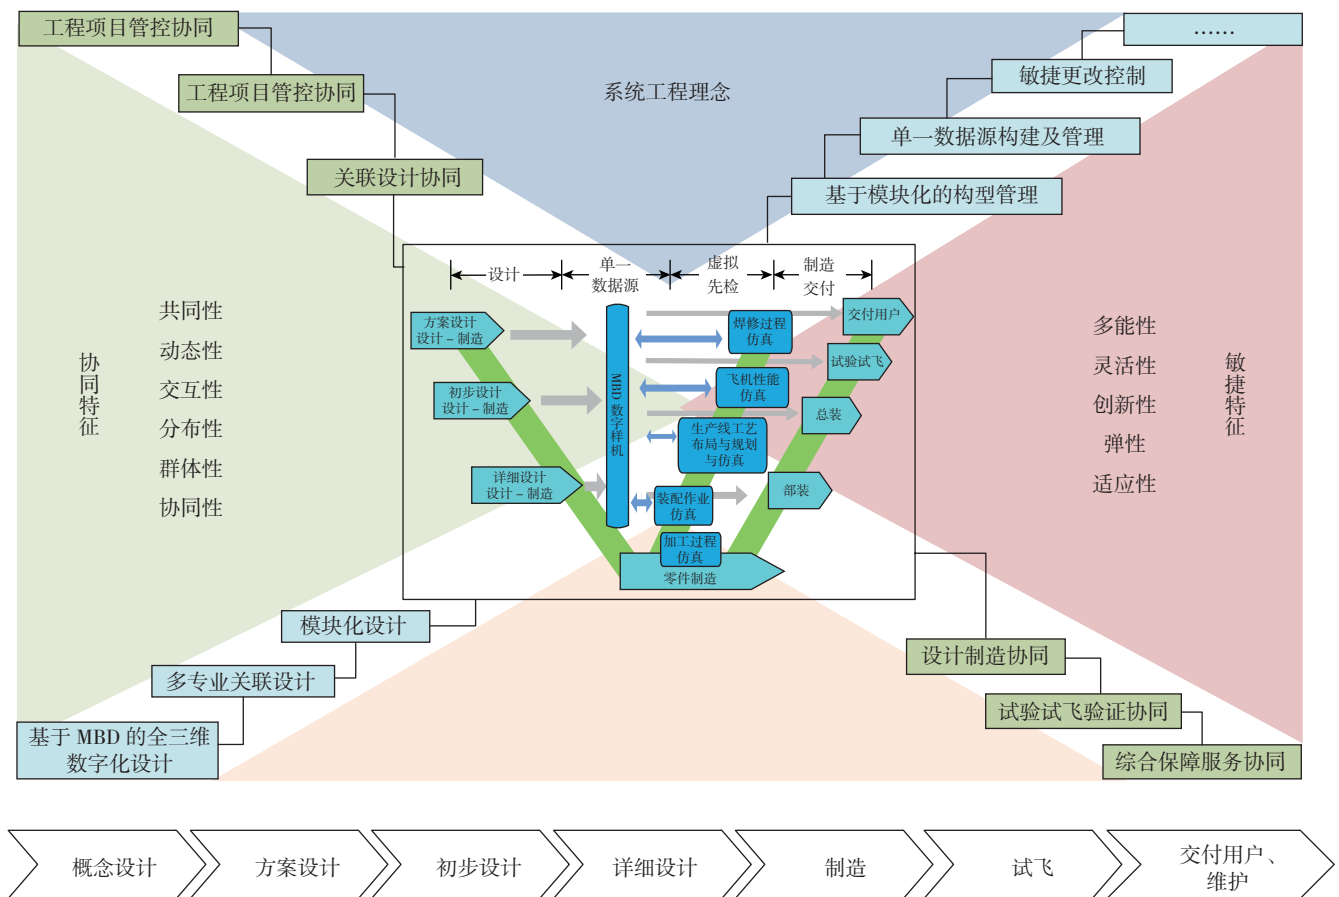 工程项目管控协同
……
系统工程理念
敏捷更改控制
工程项目管控协同
单一数据源构建及管理
关联设计协同
基于模块化的构型管理
设计
单一
数据源
虚拟
先检
制造
交付
协同特征
共同性
动态性
交互性
分布性
群体性
协同性
方案设计
设计－制造
初步设计
设计－制造
详细设计
设计－制造
MBD 数字样机
焊修过程
仿真
飞机性能
仿真
生产线工艺
布局与规划
与仿真
装配作业
仿真
加工过程
仿真
零件制造
交付用户
试验试飞
总装
部装
多能性
灵活性
创新性
弹性
适应性
敏捷特征
模块化设计
多专业关联设计
基于 MBD 的全三维
数字化设计
设计制造协同
试验试飞验证协同
综合保障服务协同
概念设计
方案设计
初步设计
详细设计
制造
试飞
交付用户、
维护